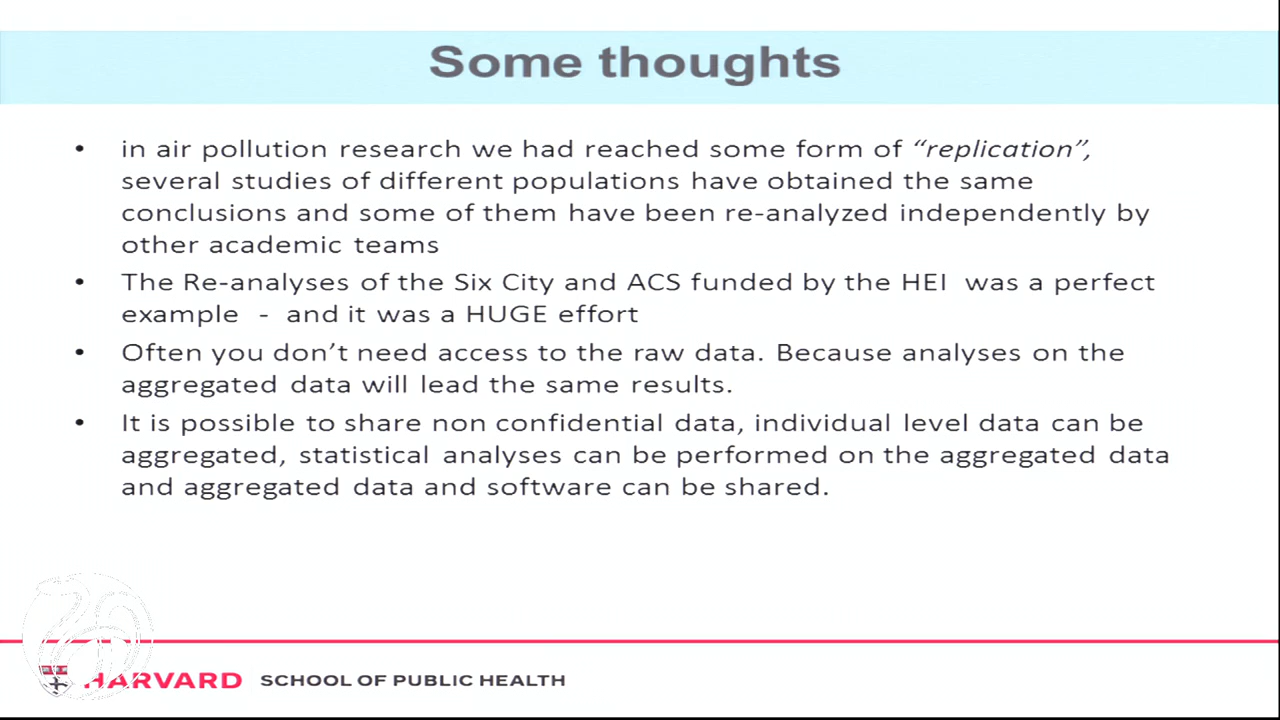 Some thoughts
• in air pollution research we had reached some form of “replication”,
several studies of different populations have obtained the same
conclusions and some of them have been re-analyzed independently by
other academic teams
• The Re-analyses of the Six City and ACS funded by the HEI was a perfect
example - and it was a HUGE effort
• Often you don’t need access to the raw data. Because analyses on the
aggregated data will lead the same results.
• It is possible to share non confidential data, individual level data can be
aggregated, statistical analyses can be performed on the aggregated data
and aggregated data and software can be shared.
HARVARD SCHOOL OF PUBLIC HEALTH